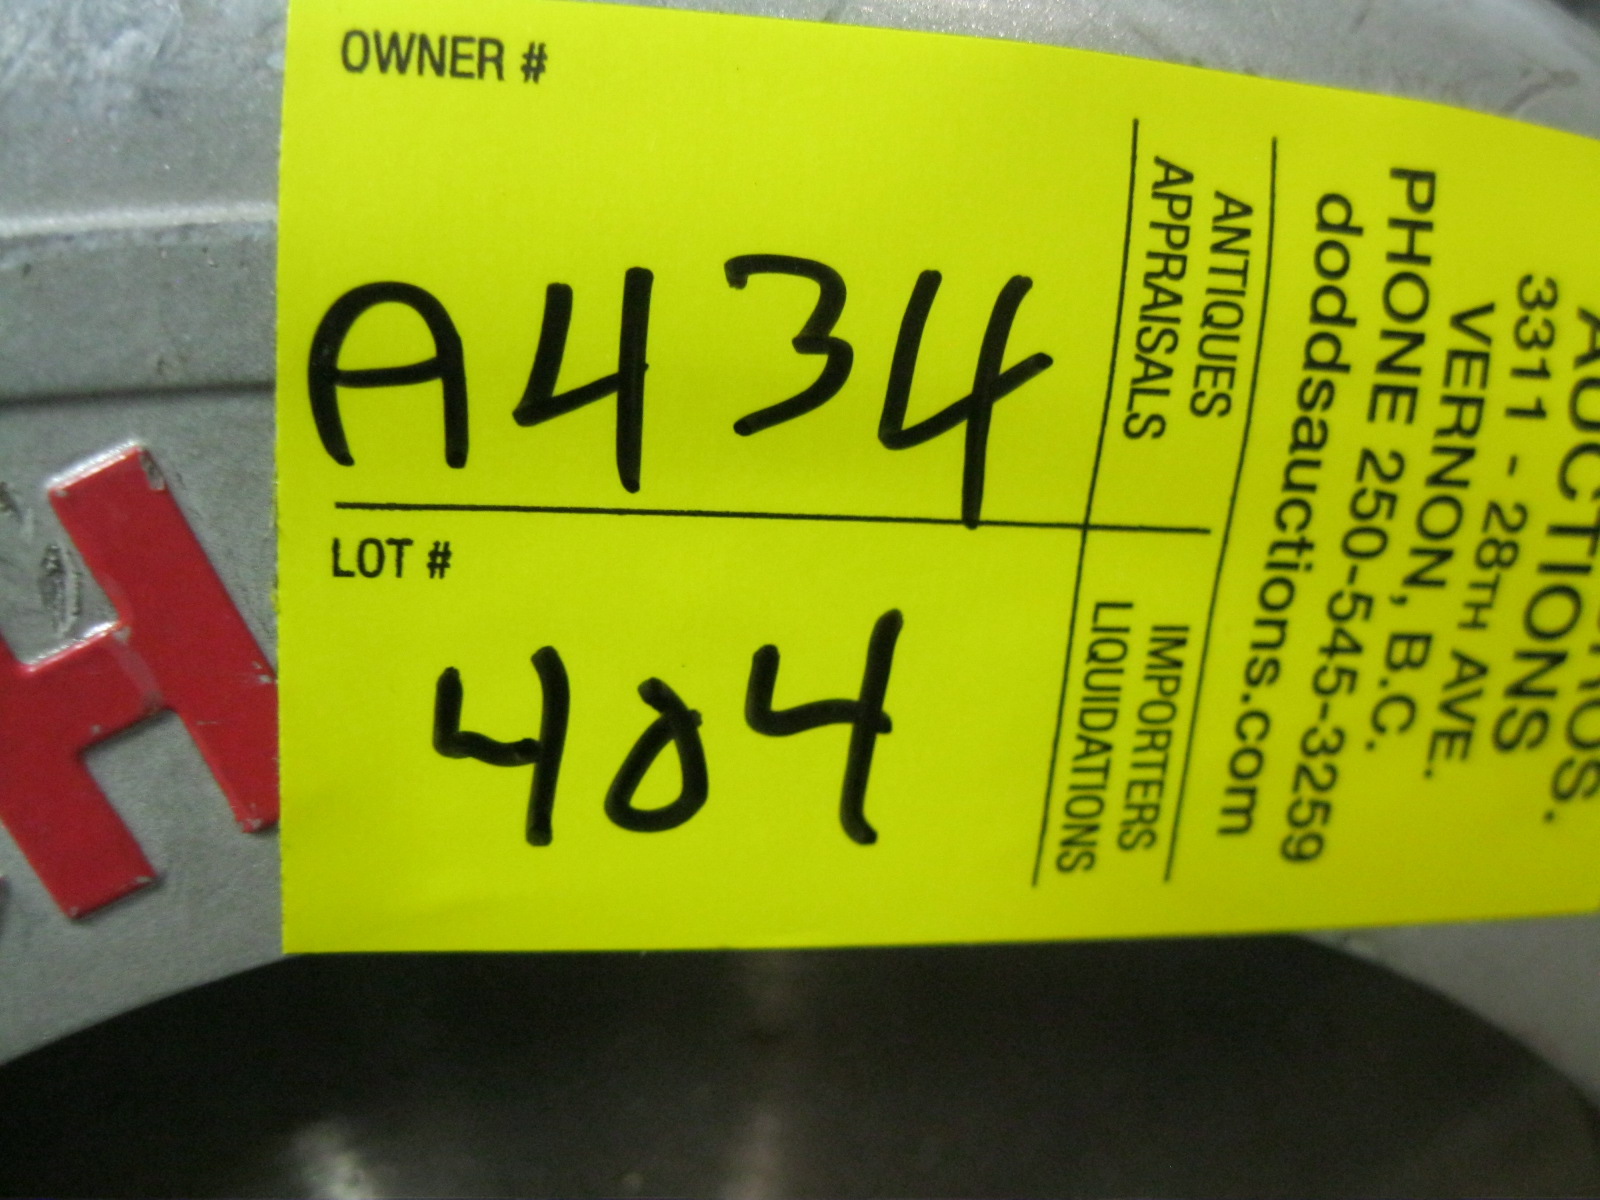 OWNER #
A434
LOT #
404
AUCTIONS
3311 - 28TH AVE.
VERNON, B.C.
PHONE 250-545-3259
doddsauctions.com
ANTIQUES
APPRAISALS
IMPORTERS
LIQUIDATIONS
H